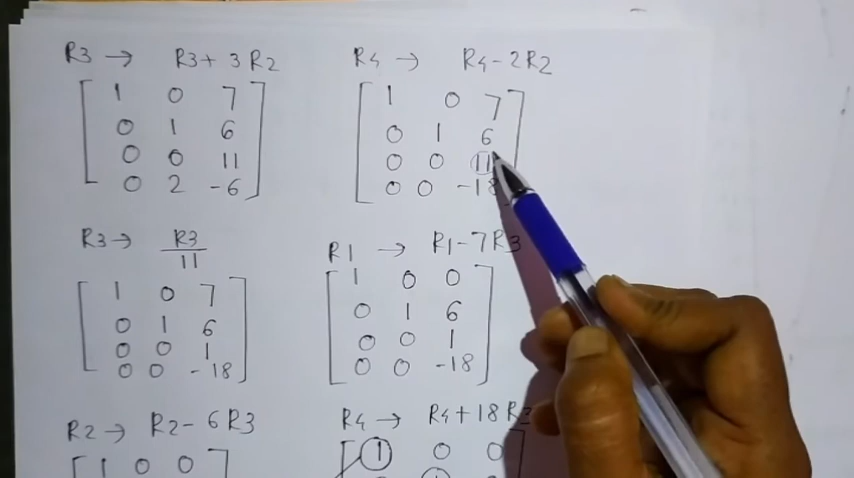 R3 → R3 + 3R2
1 0 7
0 1 6
0 0 11
0 2 -6
R4 → R4 - 2R2
1 0 7
0 1 6
0 0 11
0 0 -18
R3 → R3/11
1 0 7
0 1 6
0 0 1
0 0 -18
R1 → R1 - 7R3
1 0 0
0 1 6
0 0 1
0 0 -18
R2 → R2 - 6R3
1 0 0
R4 → R4 + 18R3
1 0 0